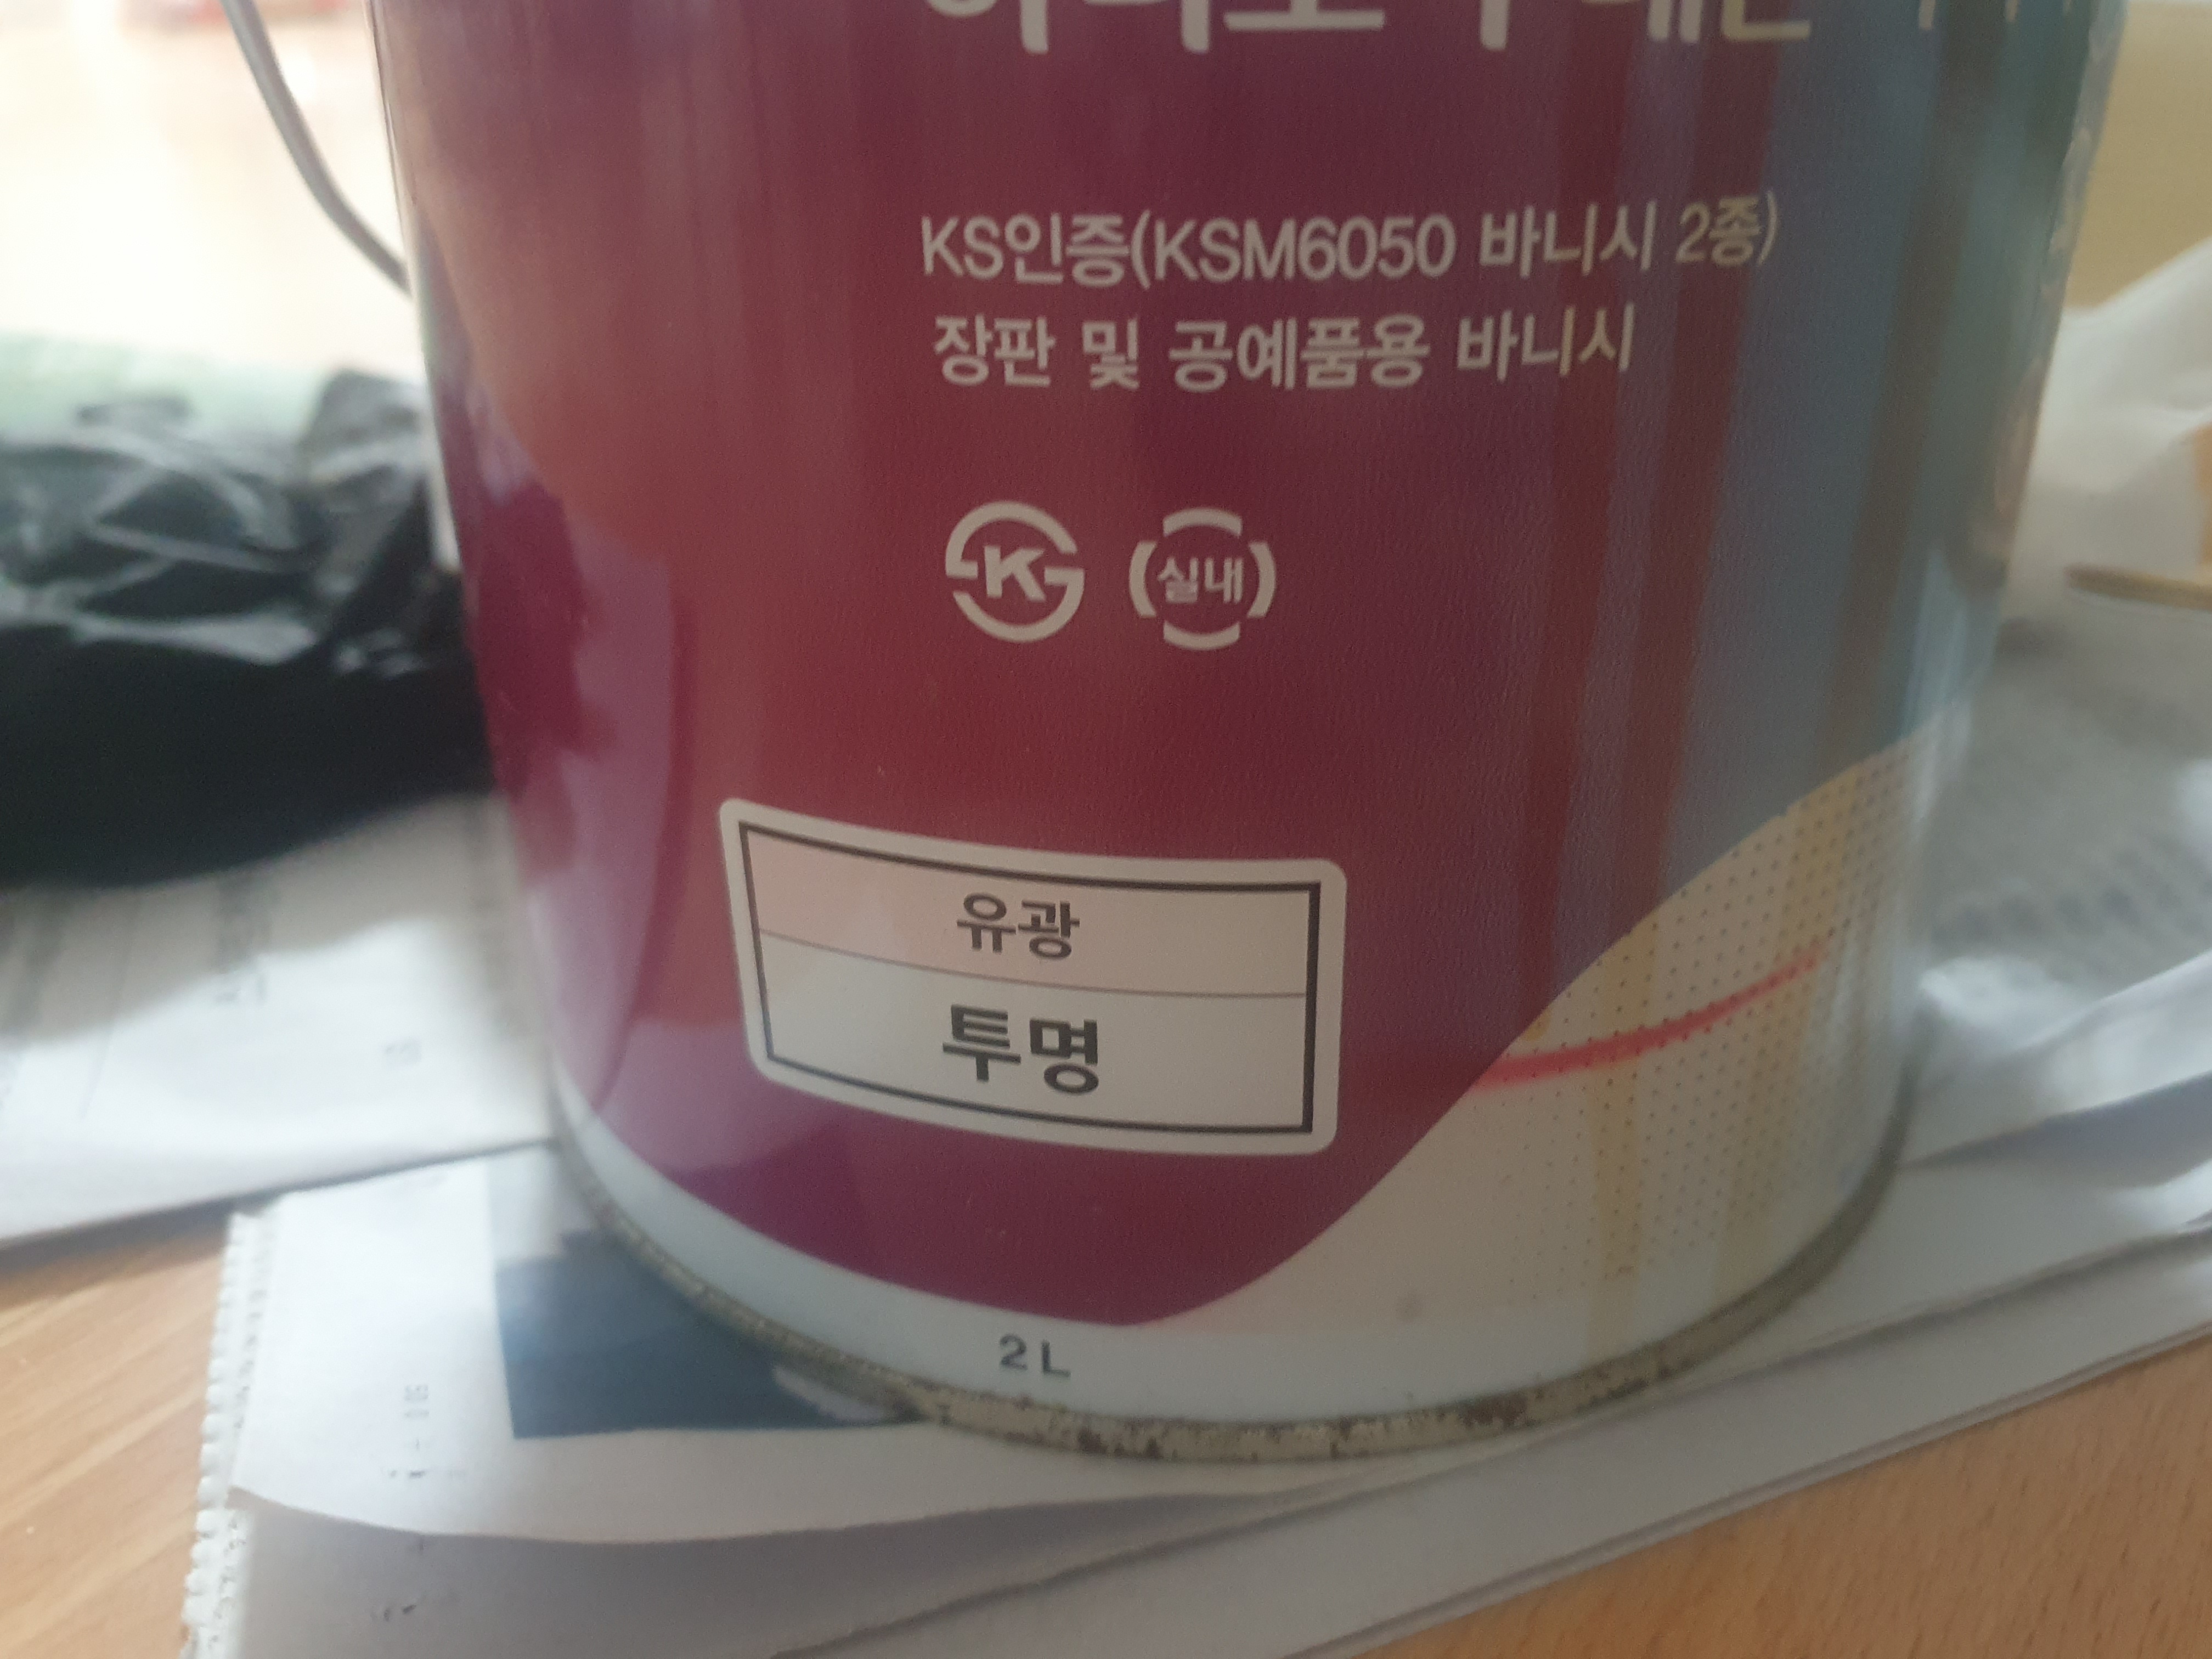 KS인증(KSM6050 바니시 2종)
장판 및 공예품용 바니시
K
실내
유광
투명
2L